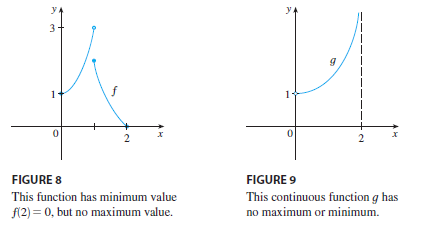 y
3
f
1
0
2
x
y
g
1
0
2
x
FIGURE 8
This function has minimum value
f(2) = 0, but no maximum value.
FIGURE 9
This continuous function g has
no maximum or minimum.